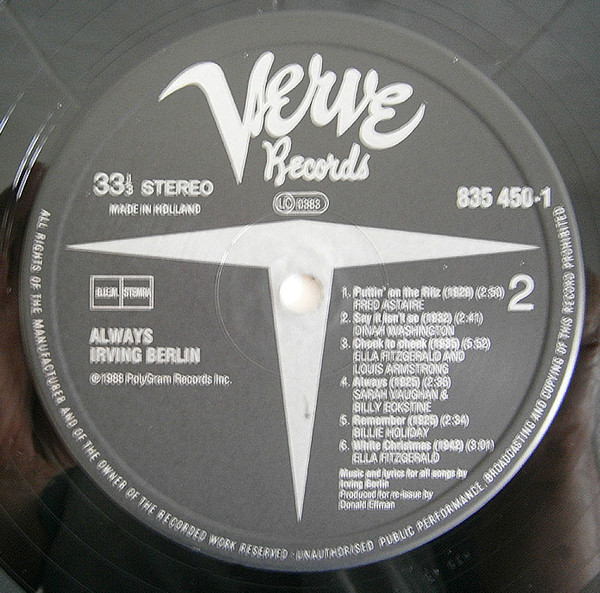 Verve
Records
33 1/3 STEREO
MADE IN HOLLAND
LC 0383
835 450-1
B.I.E.M. STEMRA
2
ALWAYS
IRVING BERLIN
℗ 1988 PolyGram Records Inc.
1. Puttin' on the Ritz (1929) (2:50)
FRED ASTAIRE
2. Say it isn't so (1932) (2:41)
DINAH WASHINGTON
3. Cheek to cheek (1935) (5:52)
ELLA FITZGERALD AND
LOUIS ARMSTRONG
4. Always (1925) (2:36)
SARAH VAUGHAN &
BILLY ECKSTINE
5. Remember (1925) (2:34)
BILLIE HOLIDAY
6. White Christmas (1942) (3:01)
ELLA FITZGERALD
Music and lyrics for all songs by
Irving Berlin
Produced for re-issue by
Donald Elfman
ALL RIGHTS OF THE MANUFACTURER AND OF THE OWNER OF THE RECORDED WORK RESERVED · UNAUTHORISED PUBLIC PERFORMANCE, BROADCASTING AND COPYING OF THIS RECORD PROHIBITED